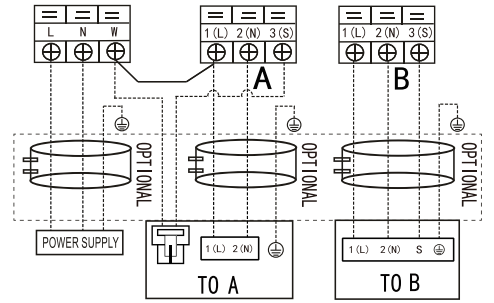 L N W
1(L) 2(N) 3(S)
1(L) 2(N) 3(S)
A
B
OPTIONAL
OPTIONAL
OPTIONAL
POWER SUPPLY
1(L) 2(N)
TO A
1(L) 2(N) S
TO B